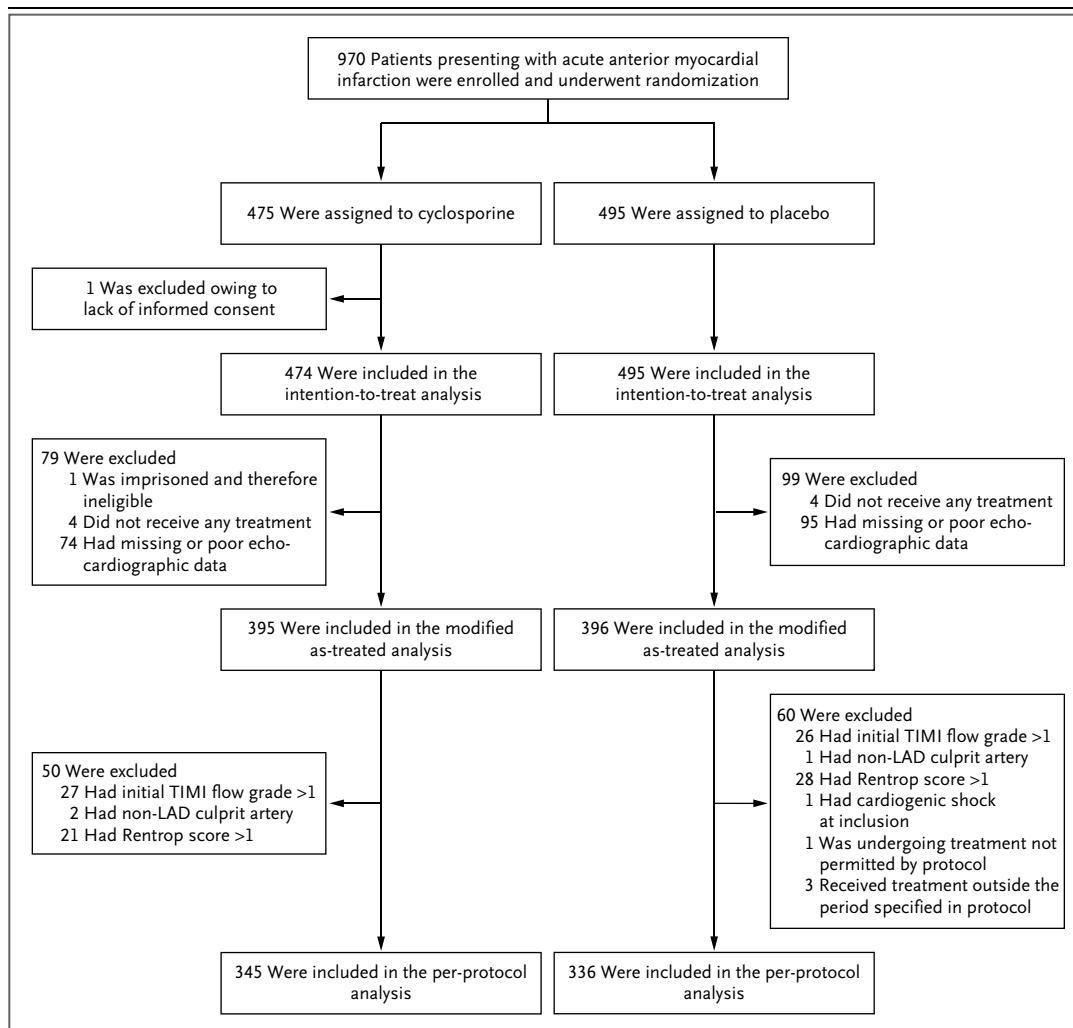 970 Patients presenting with acute anterior myocardial
infarction were enrolled and underwent randomization
475 Were assigned to cyclosporine
495 Were assigned to placebo
1 Was excluded owing to
lack of informed consent
474 Were included in the
intention-to-treat analysis
495 Were included in the
intention-to-treat analysis
79 Were excluded
1 Was imprisoned and therefore
ineligible
4 Did not receive any treatment
74 Had missing or poor echo-
cardiographic data
99 Were excluded
4 Did not receive any treatment
95 Had missing or poor echo-
cardiographic data
395 Were included in the modified
as-treated analysis
396 Were included in the modified
as-treated analysis
50 Were excluded
27 Had initial TIMI flow grade >1
2 Had non-LAD culprit artery
21 Had Rentrop score >1
60 Were excluded
26 Had initial TIMI flow grade >1
1 Had non-LAD culprit artery
28 Had Rentrop score >1
1 Had cardiogenic shock
at inclusion
1 Was undergoing treatment not
permitted by protocol
3 Received treatment outside the
period specified in protocol
345 Were included in the per-protocol
analysis
336 Were included in the per-protocol
analysis